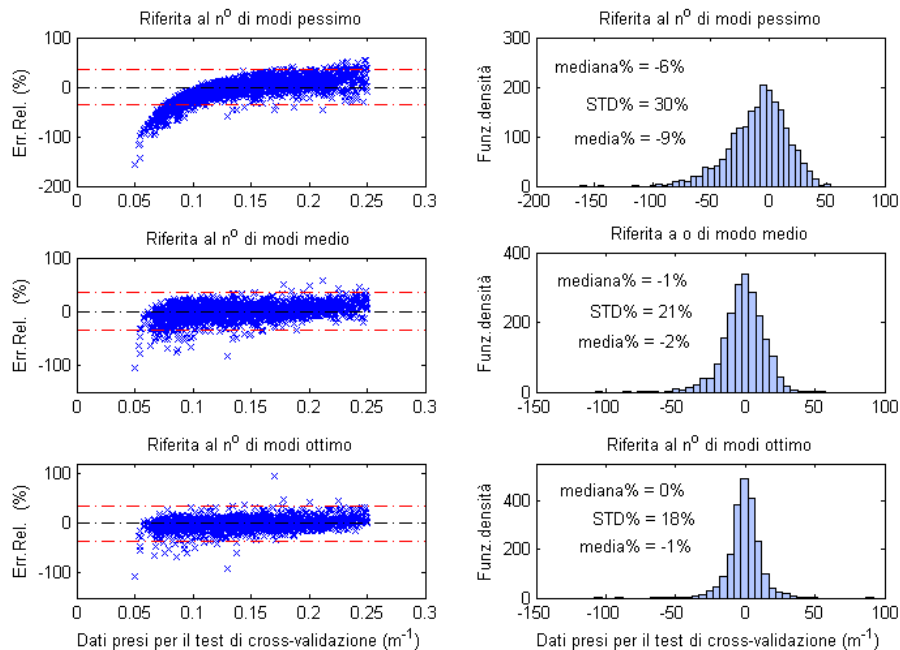 Riferita al nº di modi pessimo
100
0
-100
-200
0
0.05
0.1
0.15
0.2
0.25
0.3
Err.Rel. (%)
Riferita al nº di modi pessimo
300
200
100
0
-200
-150
-100
-50
0
50
100
Funz.densità
mediana% = -6%
STD% = 30%
media% = -9%
Riferita al nº di modi medio
100
0
-100
0
0.05
0.1
0.15
0.2
0.25
0.3
Err.Rel. (%)
Riferita a o di modo medio
400
200
0
-150
-100
-50
0
50
100
Funz.densità
mediana% = -1%
STD% = 21%
media% = -2%
Riferita al nº di modi ottimo
100
0
-100
0
0.05
0.1
0.15
0.2
0.25
0.3
Err.Rel. (%)
Dati presi per il test di cross-validazione (m⁻¹)
Riferita al nº di modi ottimo
400
200
0
-150
-100
-50
0
50
100
Funz.densità
mediana% = 0%
STD% = 18%
media% = -1%
Dati presi per il test di cross-validazione (m⁻¹)